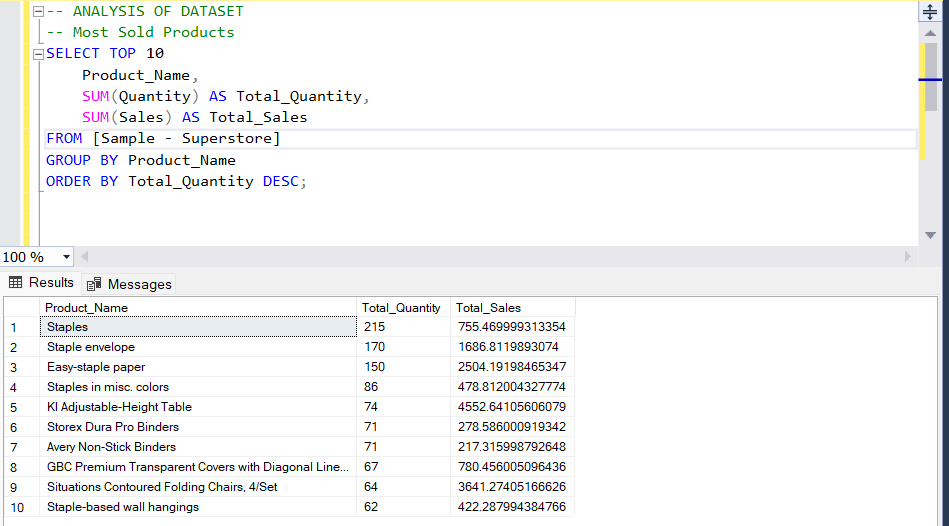 -- ANALYSIS OF DATASET
-- Most Sold Products
SELECT TOP 10
Product_Name,
SUM(Quantity) AS Total_Quantity,
SUM(Sales) AS Total_Sales
FROM [Sample - Superstore]
GROUP BY Product_Name
ORDER BY Total_Quantity DESC;
100 %
Results Messages
Product_Name Total_Quantity Total_Sales
1 Staples 215 755.469999313354
2 Staple envelope 170 1686.8119893074
3 Easy-staple paper 150 2504.19198465347
4 Staples in misc. colors 86 478.812004327774
5 KI Adjustable-Height Table 74 4552.64105606079
6 Storex Dura Pro Binders 71 278.586000919342
7 Avery Non-Stick Binders 71 217.315998792648
8 GBC Premium Transparent Covers with Diagonal Line... 67 780.456005096436
9 Situations Contoured Folding Chairs, 4/Set 64 3641.27405166626
10 Staple-based wall hangings 62 422.287994384766